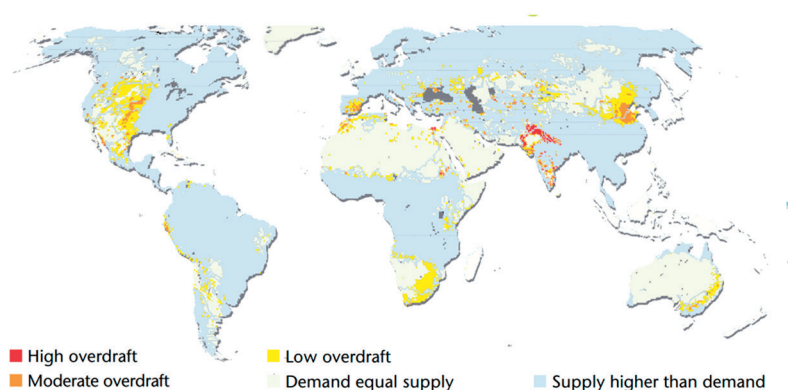 High overdraft
Low overdraft
Moderate overdraft
Demand equal supply
Supply higher than demand